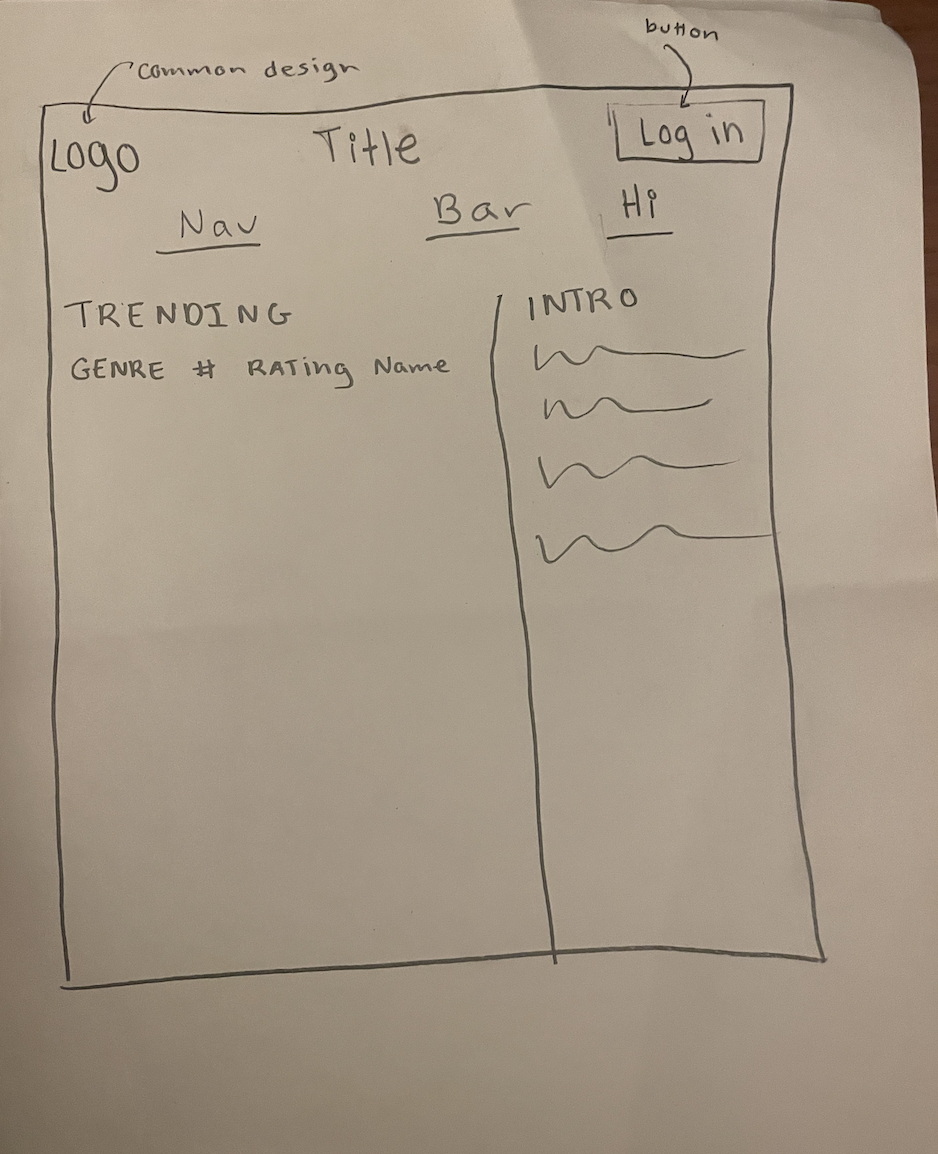 button
common design
Logo Title Log in
Nav Bar Hi
TRENDING
GENRE # RATing Name
INTRO